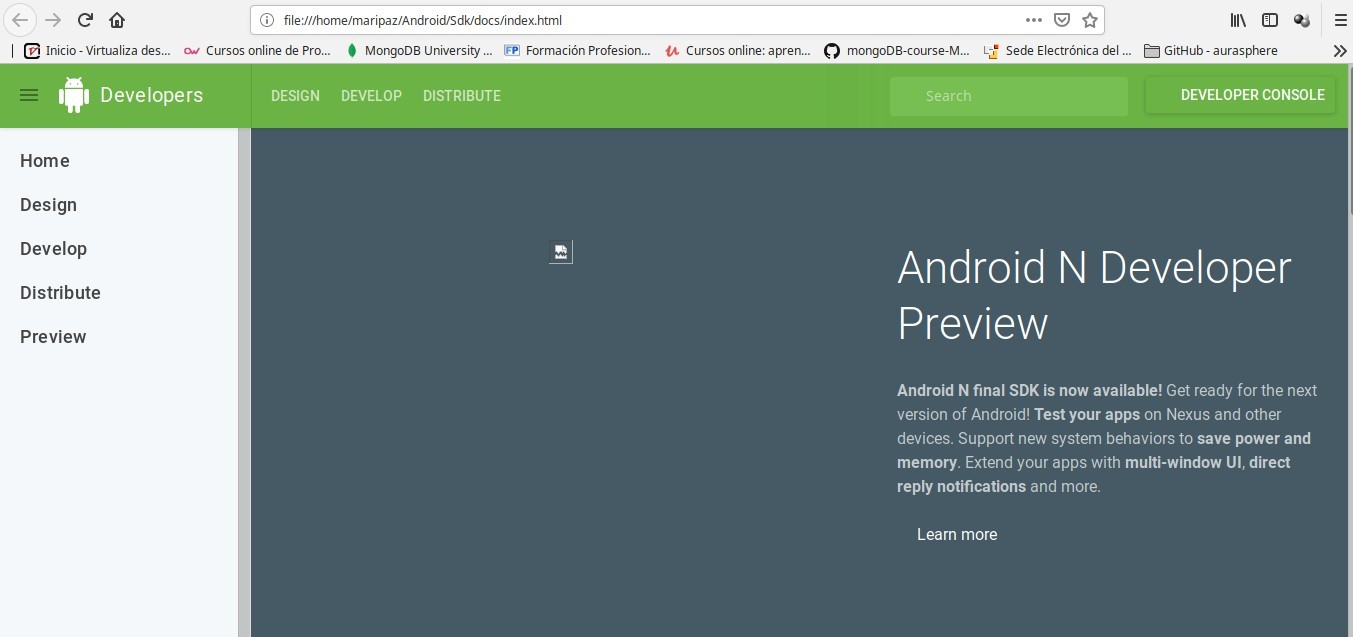 file:///home/maripaz/Android/Sdk/docs/index.html
Inicio - Virtualiza des...
Cursos online de Pro...
MongoDB University ...
FP Formación Profesion...
Cursos online: apren...
mongoDB-course-M...
Sede Electrónica del ...
GitHub - aurasphere
Developers
DESIGN
DEVELOP
DISTRIBUTE
Search
DEVELOPER CONSOLE
Home
Design
Develop
Distribute
Preview
Android N Developer
Preview
Android N final SDK is now available! Get ready for the next
version of Android! Test your apps on Nexus and other
devices. Support new system behaviors to save power and
memory. Extend your apps with multi-window UI, direct
reply notifications and more.
Learn more